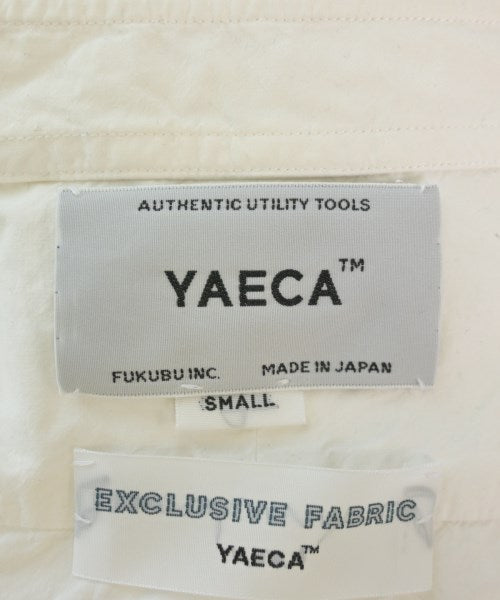 AUTHENTIC UTILITY TOOLS
YAECA™
FUKUBU INC. MADE IN JAPAN
SMALL
EXCLUSIVE FABRIC
YAECA™